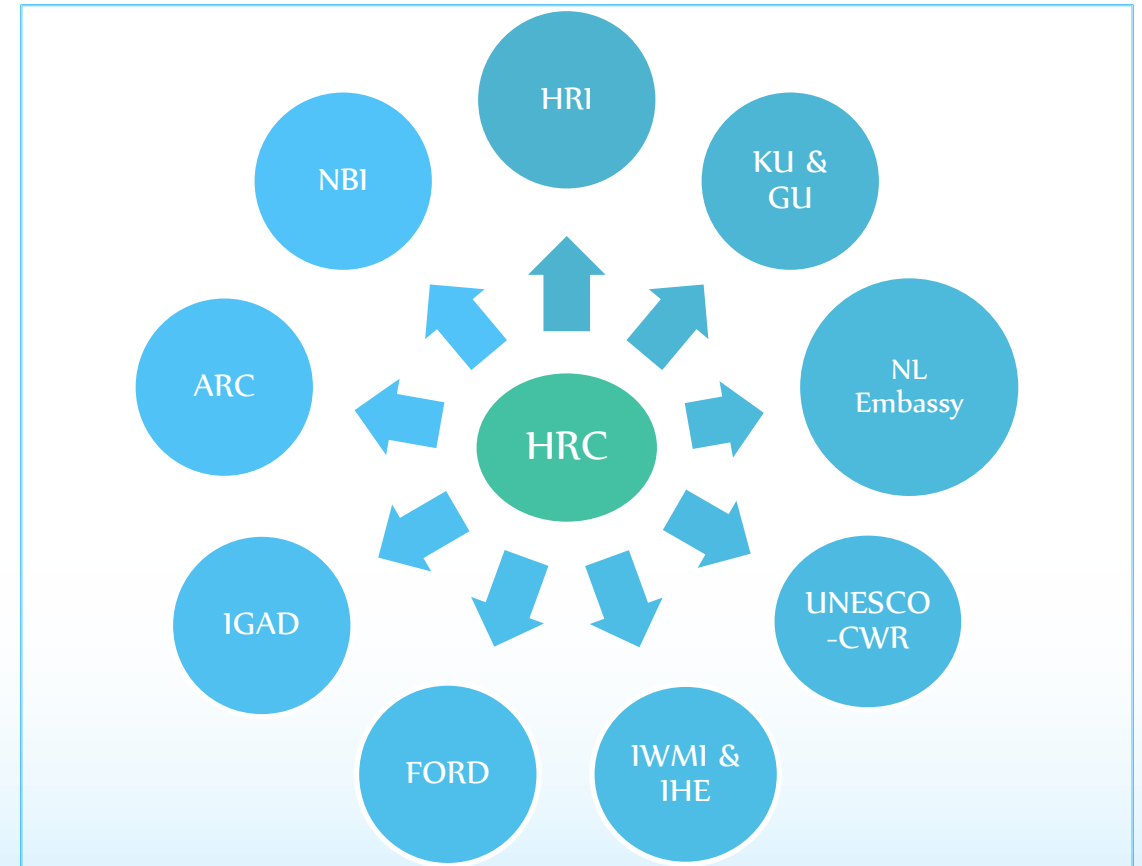 HRI
KU &
GU
NL
Embassy
UNESCO
-CWR
IWMI &
IHE
FORD
IGAD
ARC
NBI
HRC